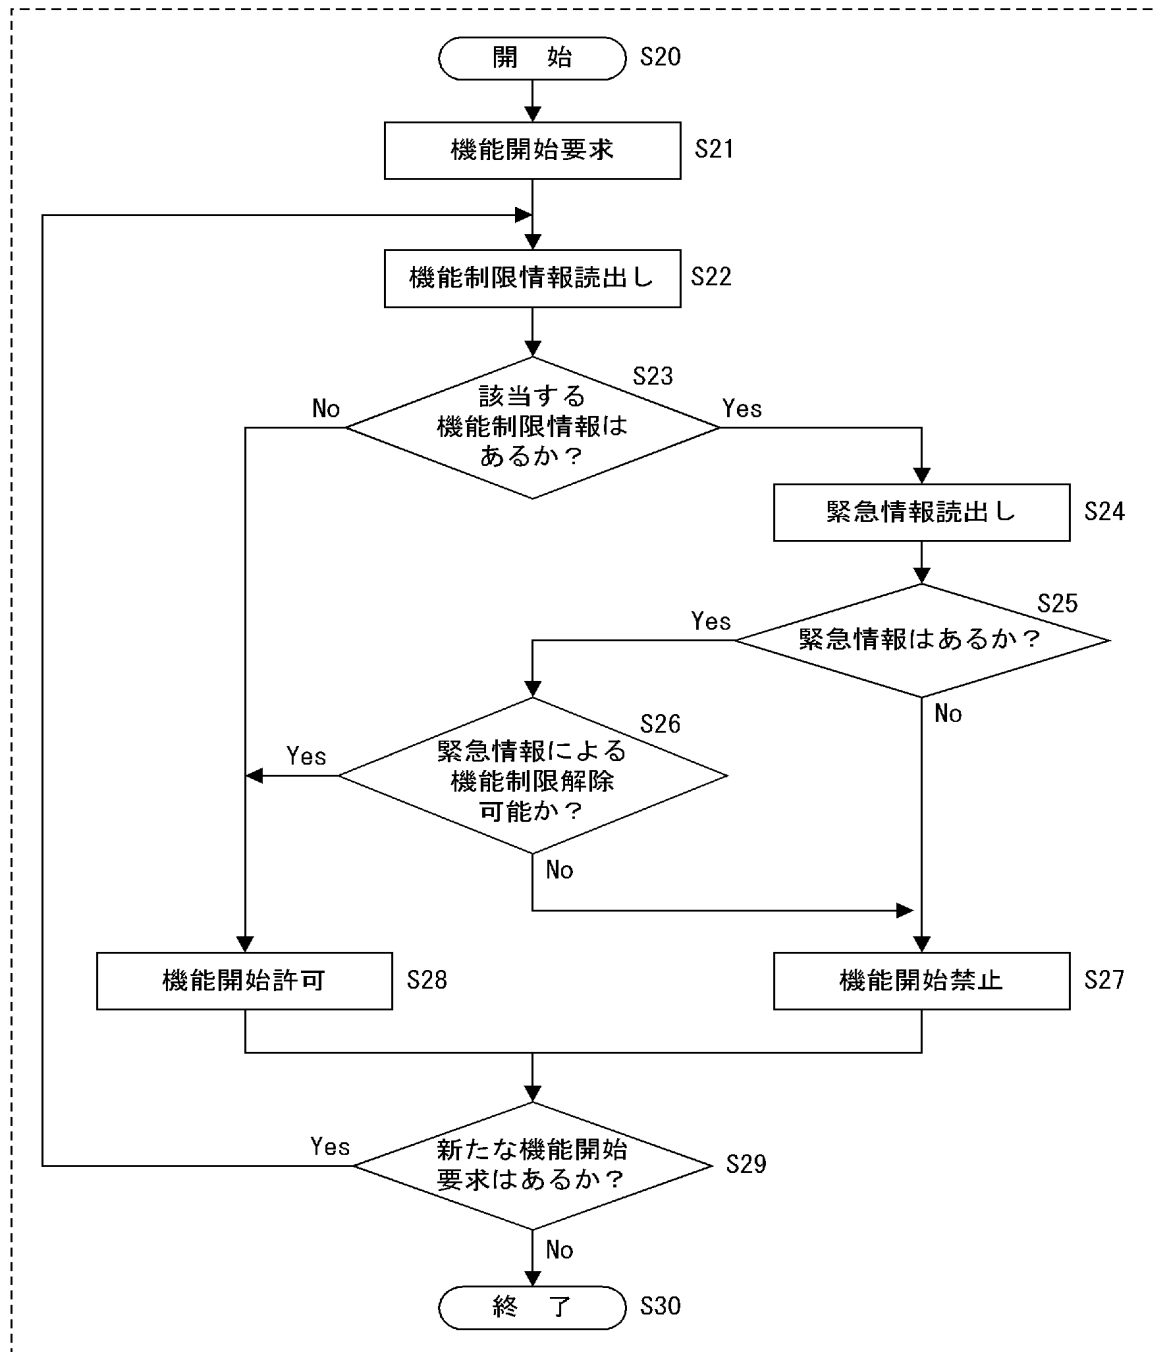 開 始 S20
機能開始要求 S21
機能制限情報読出し S22
S23
該当する
機能制限情報は
あるか？
No
Yes
緊急情報読出し S24
S25
緊急情報はあるか？
Yes
No
S26
緊急情報による
機能制限解除
可能か？
Yes
No
機能開始許可 S28
機能開始禁止 S27
新たな機能開始
要求はあるか？
S29
Yes
No
終 了 S30